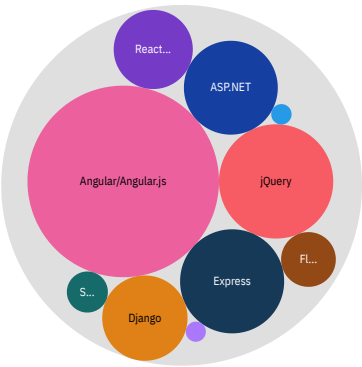 React...
ASP.NET
Angular/Angular.js
jQuery
Fl...
Express
S...
Django